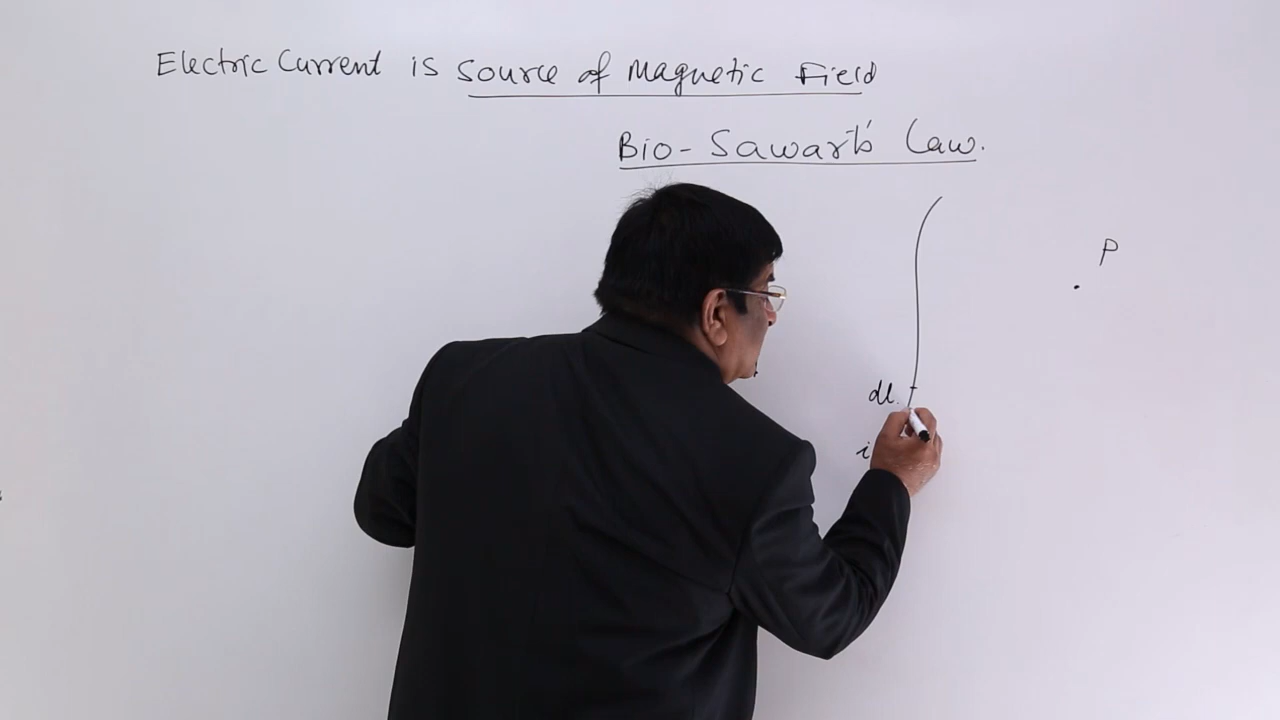 Electric Current is Source of Magnetic Field
Bio-Sawart's Law.
P
dl
i